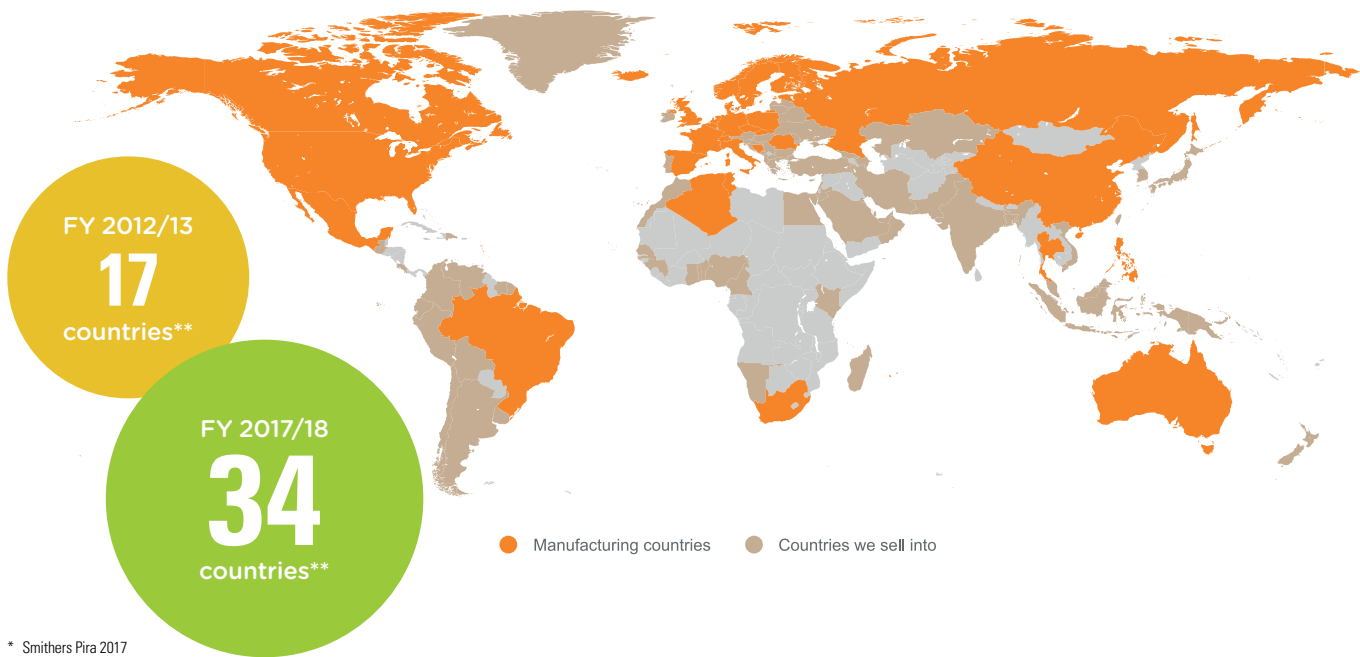 FY 2012/13
17
countries**
FY 2017/18
34
countries**
Manufacturing countries
Countries we sell into
* Smithers Pira 2017